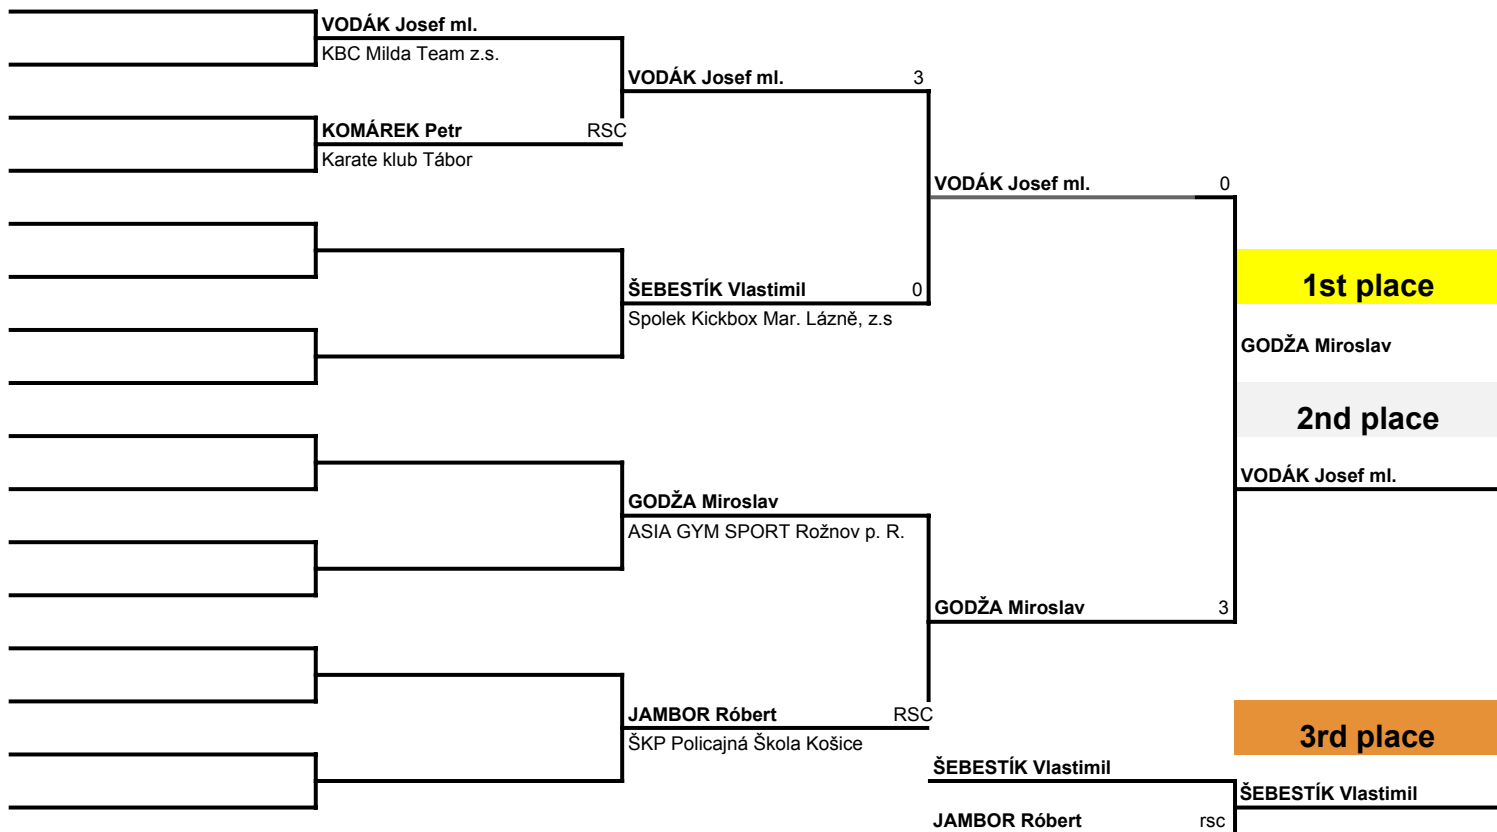 VODÁK Josef ml.
KBC Milda Team z.s.
VODÁK Josef ml. 3
KOMÁREK Petr RSC
Karate klub Tábor
VODÁK Josef ml. 0
1st place
ŠEBESTÍK Vlastimil 0
Spolek Kickbox Mar. Lázně, z.s
GODŽA Miroslav
2nd place
VODÁK Josef ml.
GODŽA Miroslav
ASIA GYM SPORT Rožnov p. R.
GODŽA Miroslav 3
JAMBOR Róbert RSC
ŠKP Policajná Škola Košice
3rd place
ŠEBESTÍK Vlastimil
ŠEBESTÍK Vlastimil
JAMBOR Róbert rsc